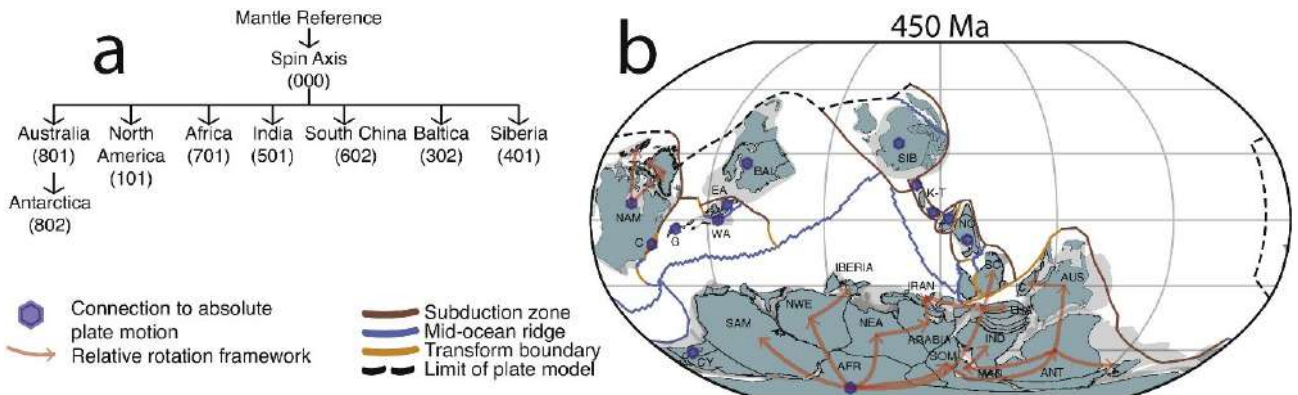 a
Mantle Reference
Spin Axis
(000)
Australia
(801)
North
America
(101)
Africa
(701)
India
(501)
South China
(602)
Baltica
(302)
Siberia
(401)
Antarctica
(802)
Connection to absolute
plate motion
Relative rotation framework
Subduction zone
Mid-ocean ridge
Transform boundary
Limit of plate model
b
450 Ma
SIB
BAL
EA
K-T
NAM
WA
NC
G
C
SC
AUS
IBERIA
IRAN
NWE
SAM
NEA
ARABIA
IND
SOM
CY
AFR
ANT